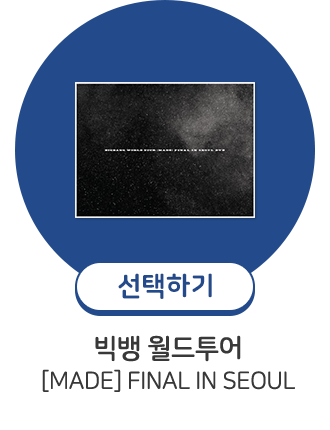 BIGBANG WORLD TOUR [MADE] FINAL IN SEOUL DVD
선택하기
빅뱅 월드투어
[MADE] FINAL IN SEOUL